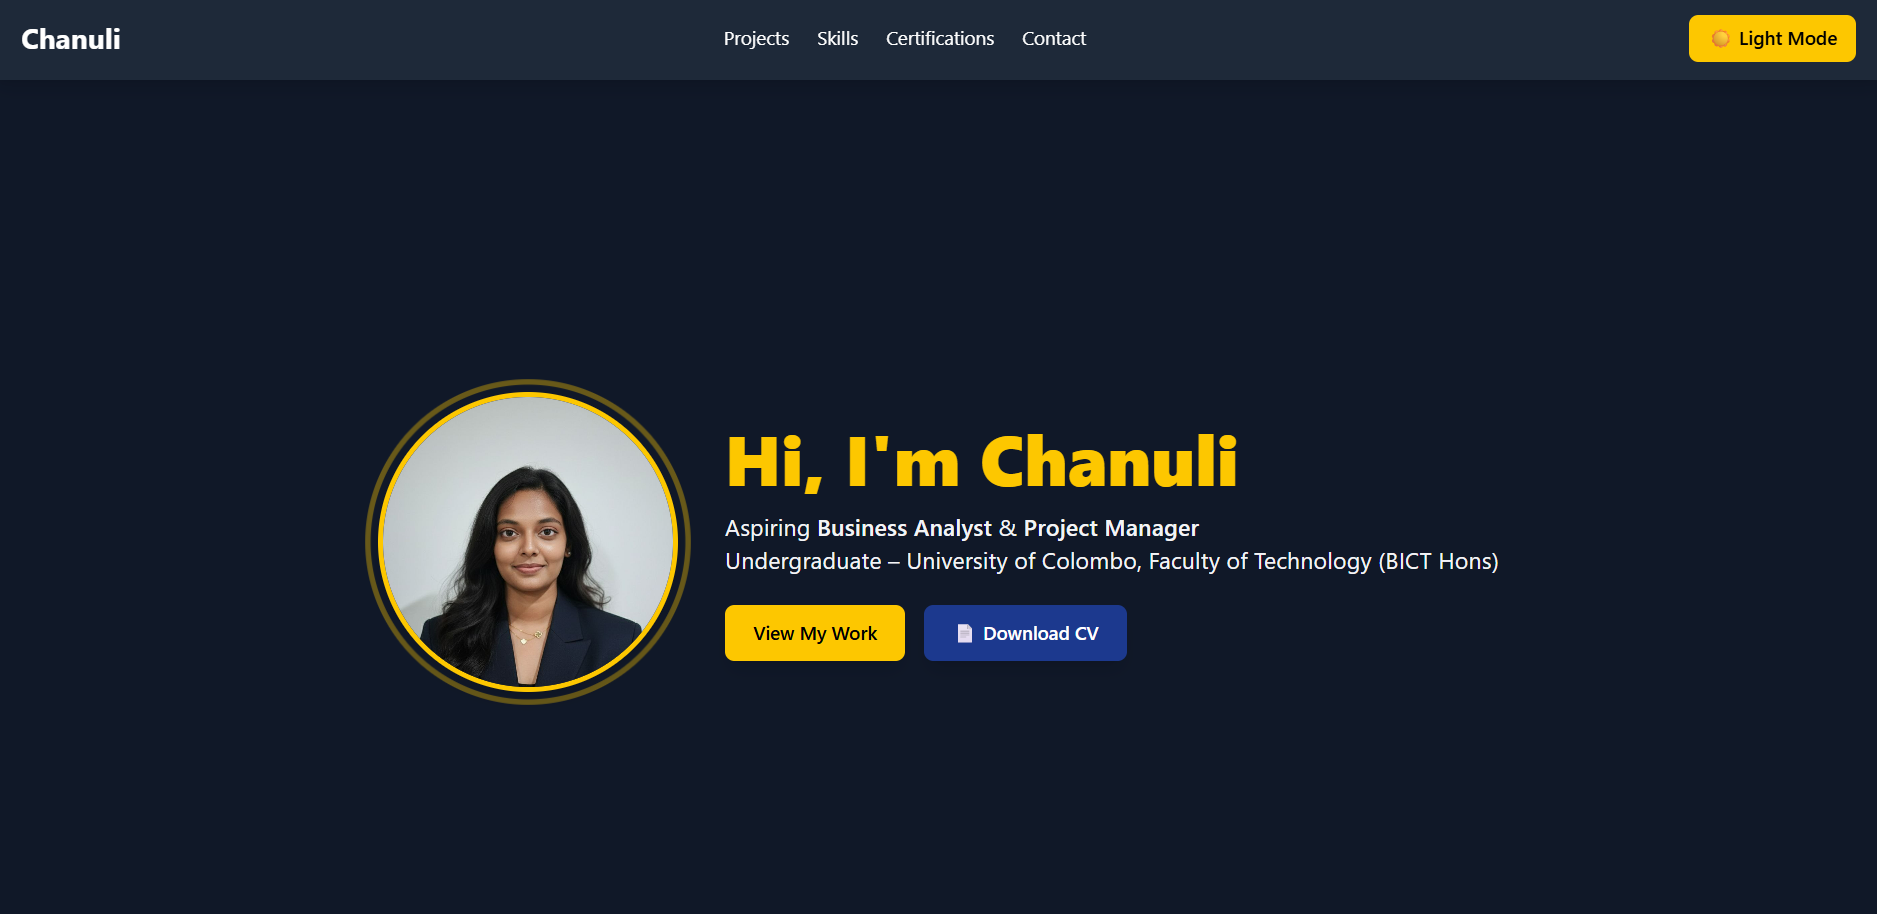 Chanuli
Projects Skills Certifications Contact
Light Mode
Hi, I'm Chanuli
Aspiring Business Analyst & Project Manager
Undergraduate – University of Colombo, Faculty of Technology (BICT Hons)
View My Work
Download CV